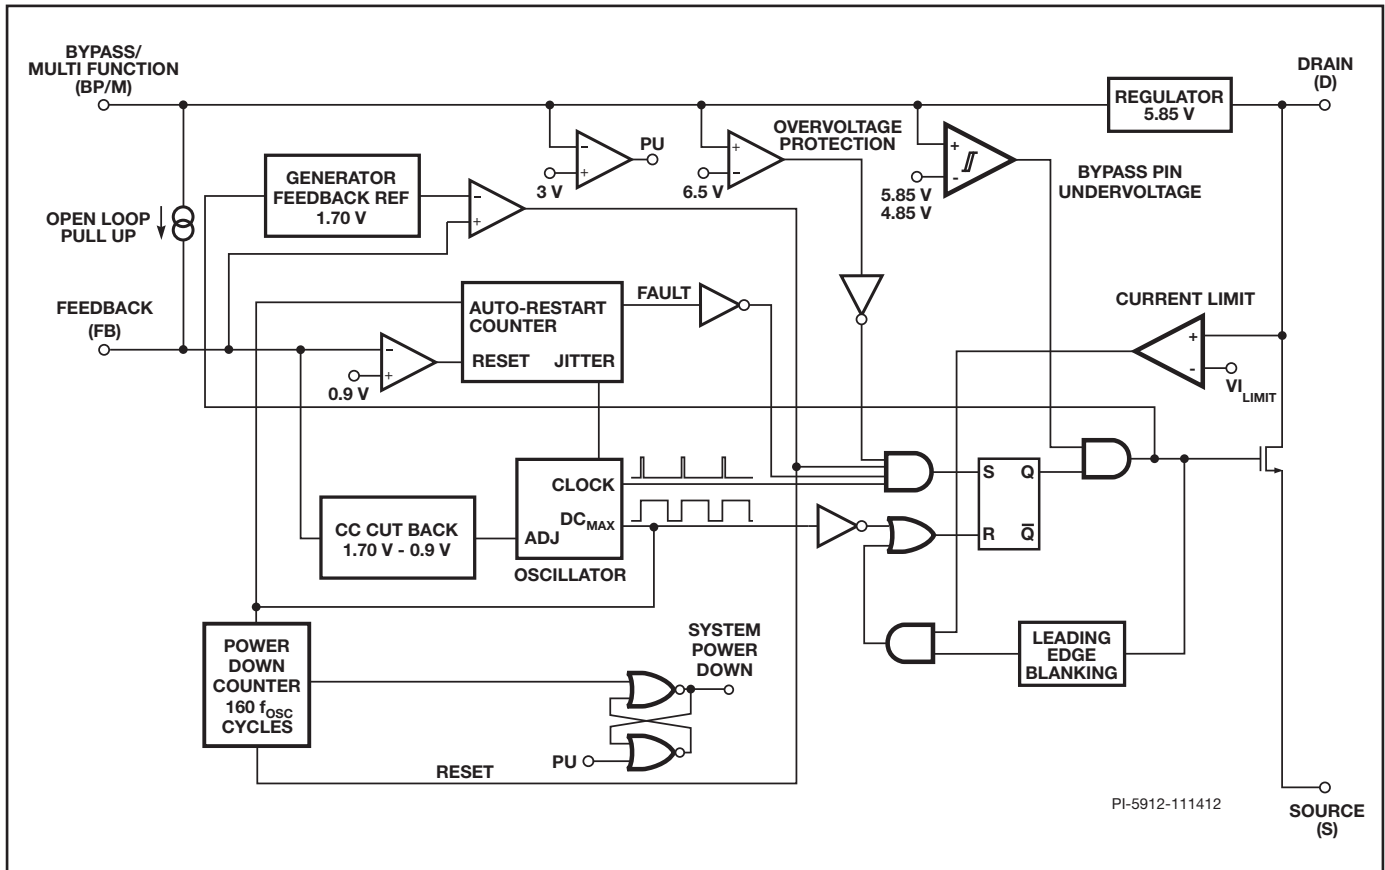 BYPASS/
MULTI FUNCTION
(BP/M)
DRAIN
(D)
REGULATOR
5.85 V
OVERVOLTAGE
PROTECTION
PU
-
+
3 V
+
-
6.5 V
+
-
5.85 V
4.85 V
BYPASS PIN
UNDERVOLTAGE
GENERATOR
FEEDBACK REF
1.70 V
-
+
OPEN LOOP
PULL UP
FEEDBACK
(FB)
AUTO-RESTART
COUNTER
RESET JITTER
FAULT
CURRENT LIMIT
+
-
VI LIMIT
-
+
0.9 V
CLOCK
DCMAX
ADJ
OSCILLATOR
CC CUT BACK
1.70 V - 0.9 V
S Q
R Q̅
POWER
DOWN
COUNTER
160 fOSC
CYCLES
SYSTEM
POWER
DOWN
LEADING
EDGE
BLANKING
PU
RESET
PI-5912-111412
SOURCE
(S)